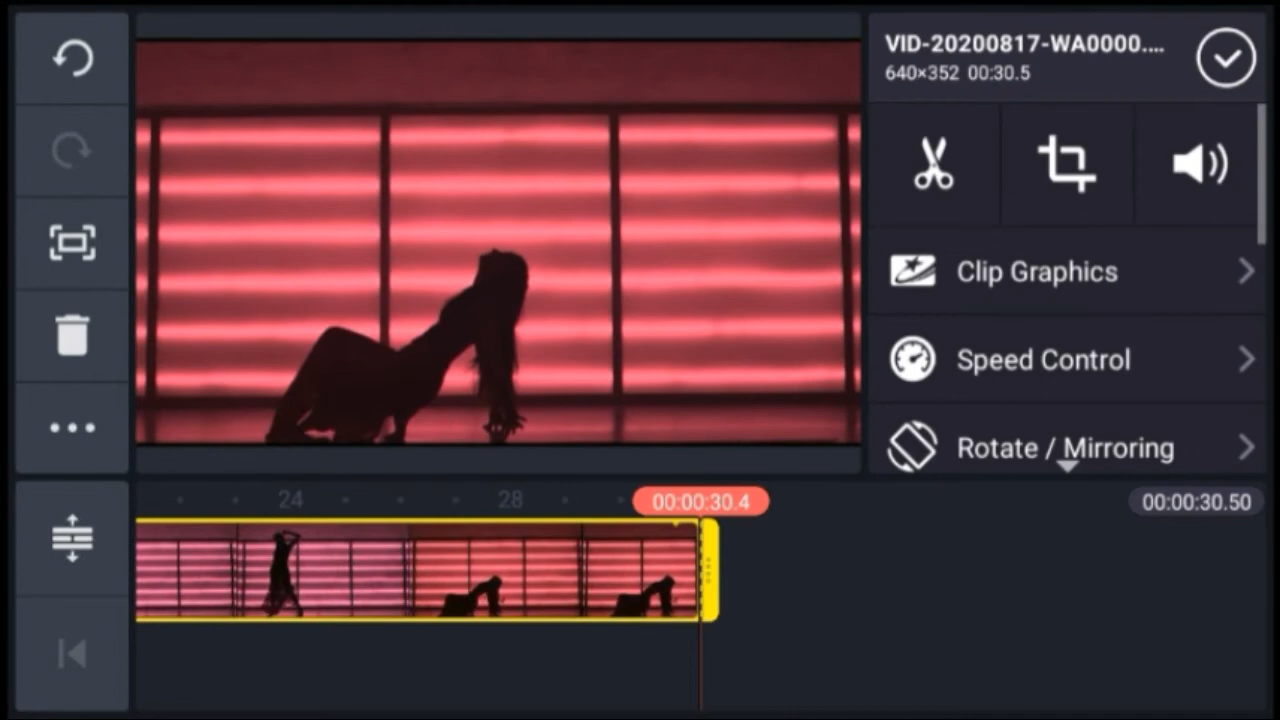 VID-20200817-WA0000....
640×352 00:30.5
Clip Graphics
Speed Control
Rotate / Mirroring
24
28
00:00:30.4
00:00:30.50